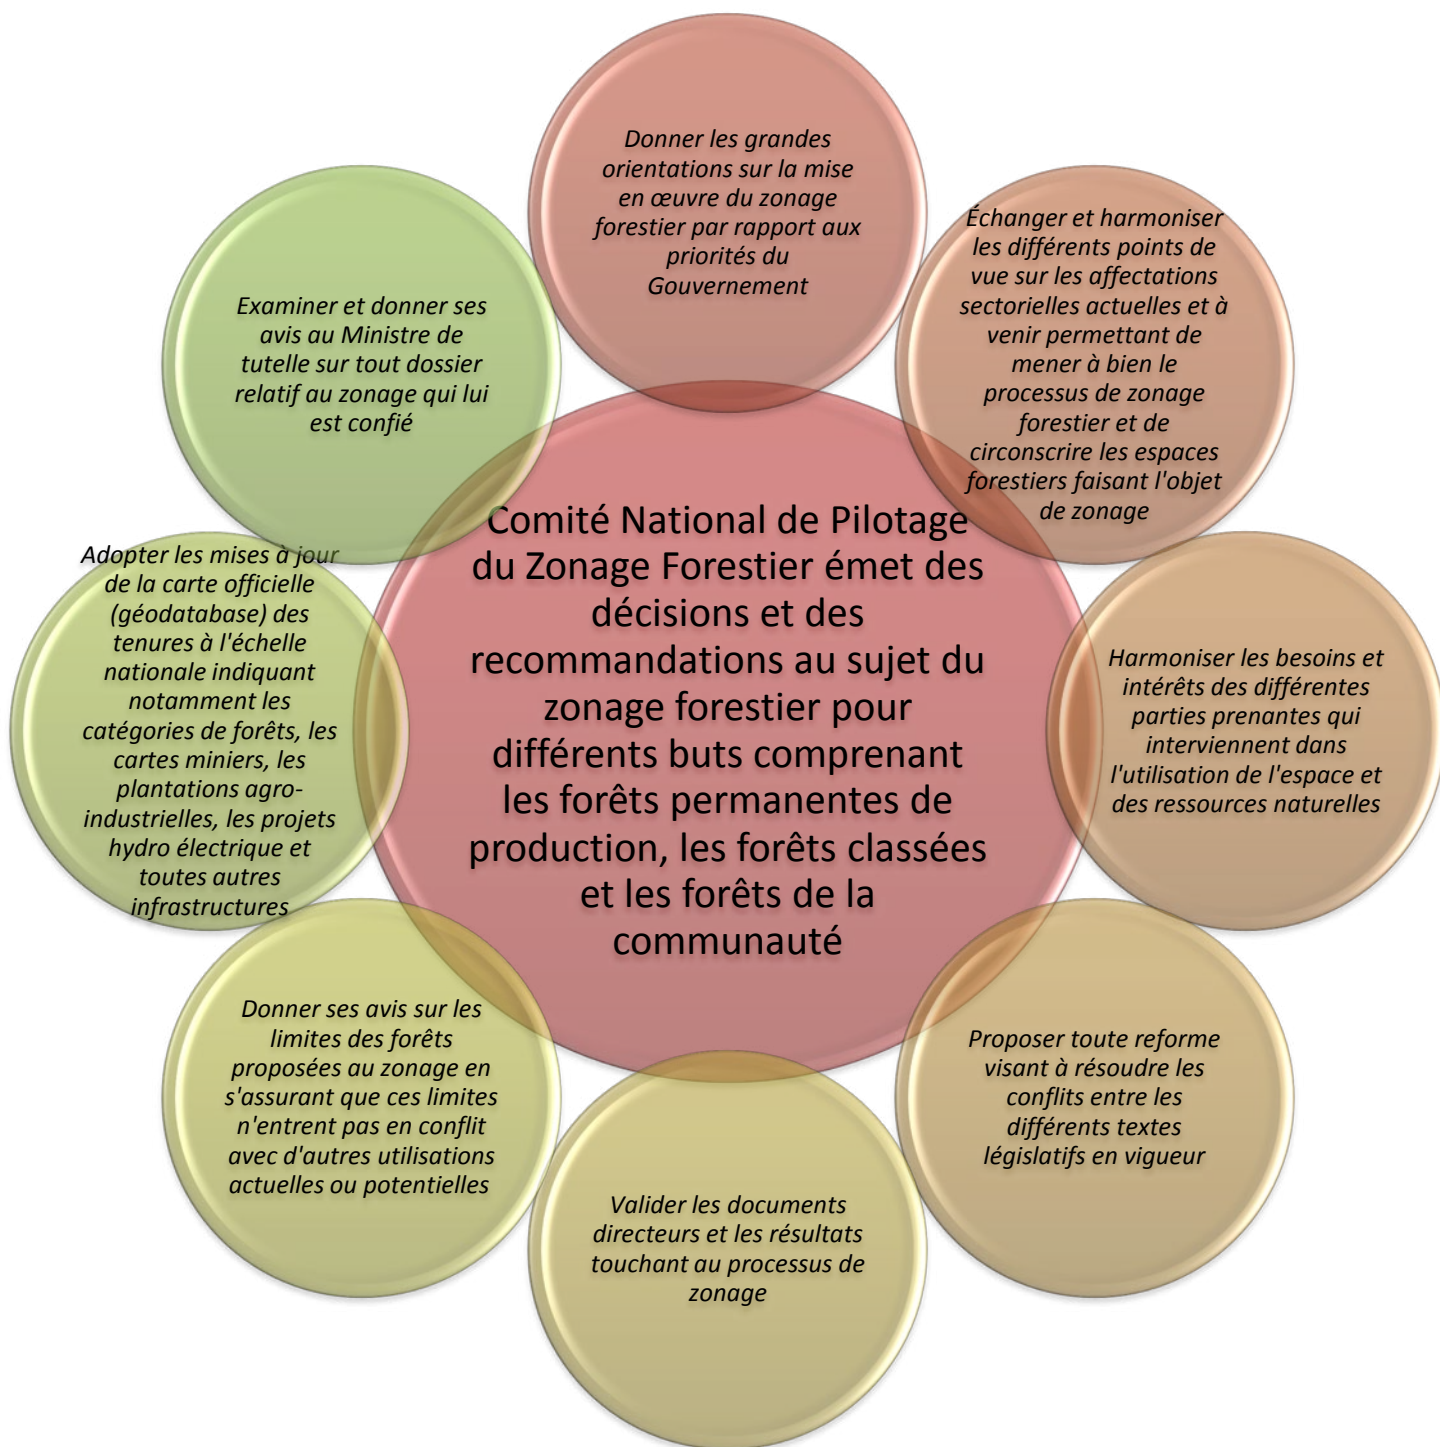 Donner les grandes
orientations sur la mise
en œuvre du zonage
forestier par rapport aux
priorités du
Gouvernement
Échanger et harmoniser
les différents points de
vue sur les affectations
sectorielles actuelles et à
venir permettant de
mener à bien le
processus de zonage
forestier et de
circonscrire les espaces
forestiers faisant l'objet
de zonage
Harmoniser les besoins et
intérêts des différentes
parties prenantes qui
interviennent dans
l'utilisation de l'espace et
des ressources naturelles
Proposer toute reforme
visant à résoudre les
conflits entre les
différents textes
législatifs en vigueur
Valider les documents
directeurs et les résultats
touchant au processus de
zonage
Donner ses avis sur les
limites des forêts
proposées au zonage en
s'assurant que ces limites
n'entrent pas en conflit
avec d'autres utilisations
actuelles ou potentielles
Adopter les mises à jour
de la carte officielle
(géodatabase) des
tenures à l'échelle
nationale indiquant
notamment les
catégories de forêts, les
cartes miniers, les
plantations agro-
industrielles, les projets
hydro électrique et
toutes autres
infrastructures
Examiner et donner ses
avis au Ministre de
tutelle sur tout dossier
relatif au zonage qui lui
est confié
Comité National de Pilotage
du Zonage Forestier émet des
décisions et des
recommandations au sujet du
zonage forestier pour
différents buts comprenant
les forêts permanentes de
production, les forêts classées
et les forêts de la
communauté